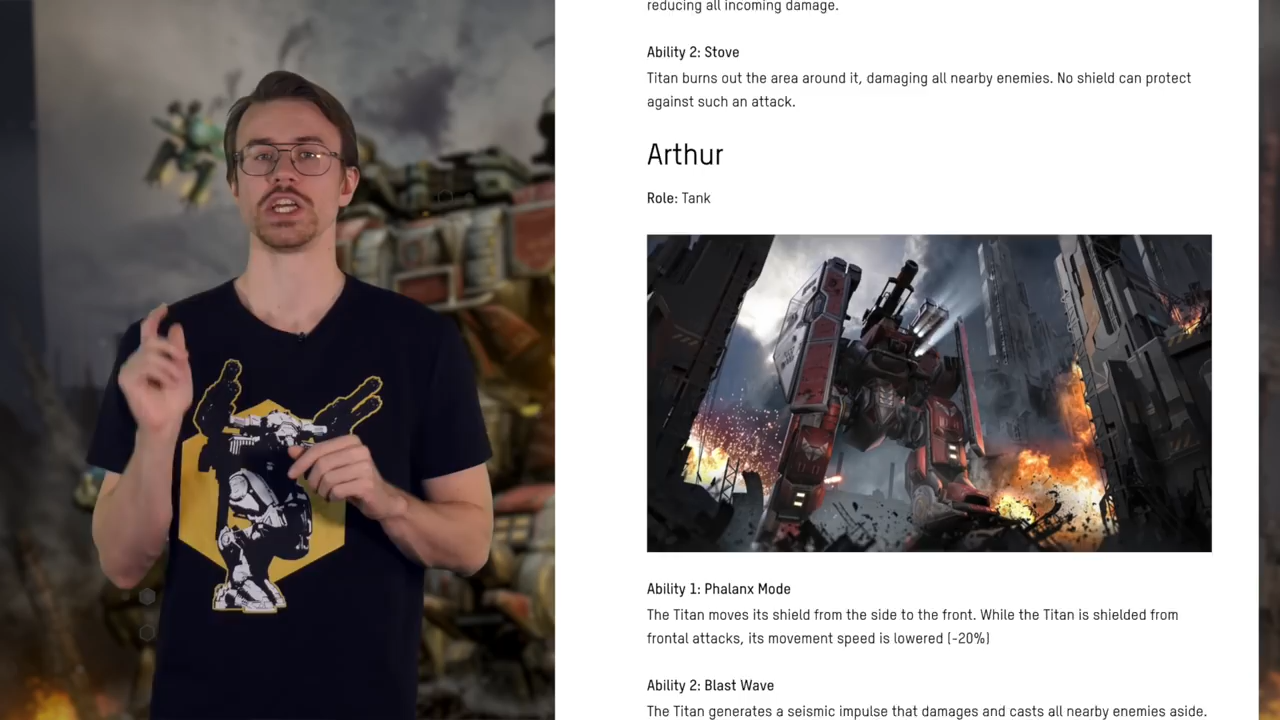 reducing all incoming damage.
Ability 2: Stove
Titan burns out the area around it, damaging all nearby enemies. No shield can protect
against such an attack.
Arthur
Role: Tank
Ability 1: Phalanx Mode
The Titan moves its shield from the side to the front. While the Titan is shielded from
frontal attacks, its movement speed is lowered (-20%)
Ability 2: Blast Wave
The Titan generates a seismic impulse that damages and casts all nearby enemies aside.